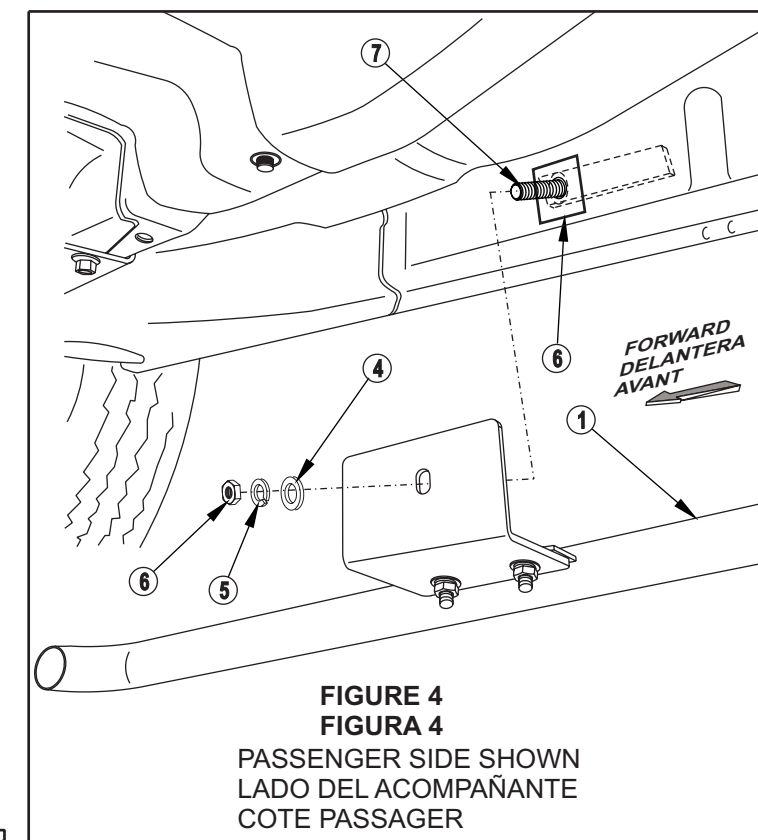 7
6
FORWARD
DELANTERA
AVANT
4
1
6
5
FIGURE 4
FIGURA 4
PASSENGER SIDE SHOWN
LADO DEL ACOMPAÑANTE
COTE PASSAGER